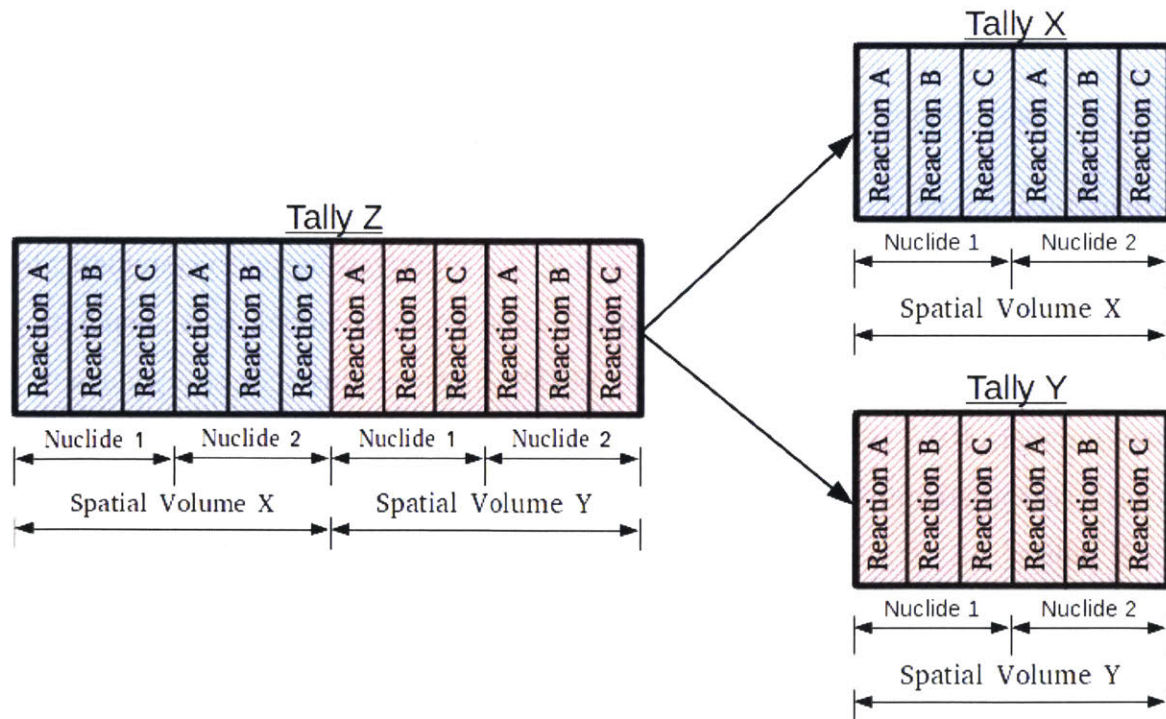 Tally X
Reaction A
Reaction B
Reaction C
Reaction A
Reaction B
Reaction C
Nuclide 1
Nuclide 2
Spatial Volume X
Tally Z
Reaction A
Reaction B
Reaction C
Reaction A
Reaction B
Reaction C
Reaction A
Reaction B
Reaction C
Reaction A
Reaction B
Reaction C
Nuclide 1
Nuclide 2
Nuclide 1
Nuclide 2
Spatial Volume X
Spatial Volume Y
Tally Y
Reaction A
Reaction B
Reaction C
Reaction A
Reaction B
Reaction C
Nuclide 1
Nuclide 2
Spatial Volume Y